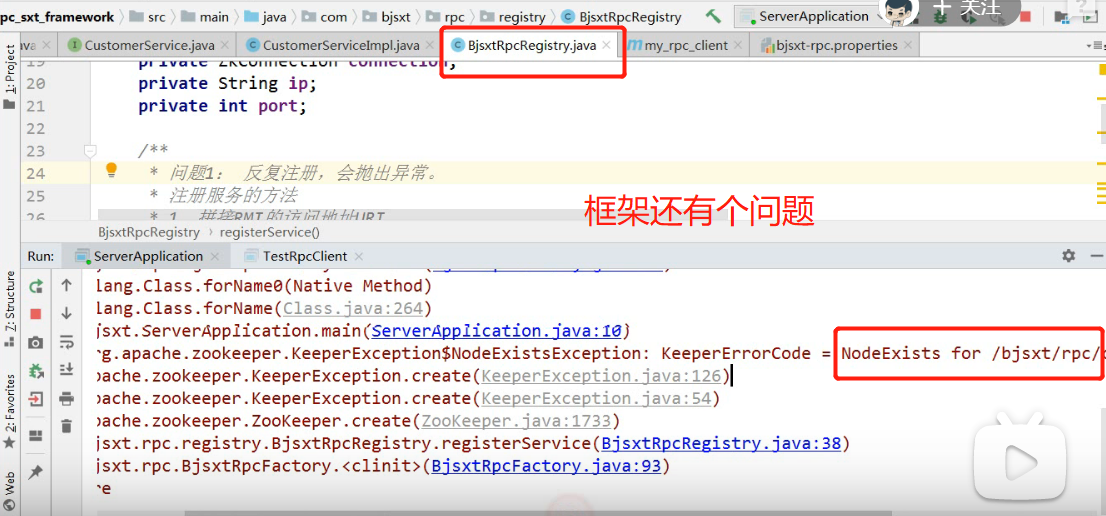 pc_sxt_framework src main java com bjsxt rpc registry BjsxtRpcRegistry ServerApplication
+ 关注
CustomerService.java CustomerServiceImpl.java BjsxtRpcRegistry.java my_rpc_client bjsxt-rpc.properties
1: Project
19 private ZkConnection connection;
20 private String ip;
21 private int port;
22
23 /**
24 * 问题1: 反复注册，会抛出异常。
25 * 注册服务的方法
26 * 1. 拼接RMI的访问地址URI
框架还有个问题
BjsxtRpcRegistry › registerService()
Run: ServerApplication TestRpcClient
lang.Class.forName0(Native Method)
lang.Class.forName(Class.java:264)
jsxt.ServerApplication.main(ServerApplication.java:10)
rg.apache.zookeeper.KeeperException$NodeExistsException: KeeperErrorCode = NodeExists for /bjsxt/rpc/
pache.zookeeper.KeeperException.create(KeeperException.java:126)
pache.zookeeper.KeeperException.create(KeeperException.java:54)
pache.zookeeper.ZooKeeper.create(ZooKeeper.java:1733)
jsxt.rpc.registry.BjsxtRpcRegistry.registerService(BjsxtRpcRegistry.java:38)
jsxt.rpc.BjsxtRpcFactory.<clinit>(BjsxtRpcFactory.java:93)
re
Z: Structure
2: Favorites
Web